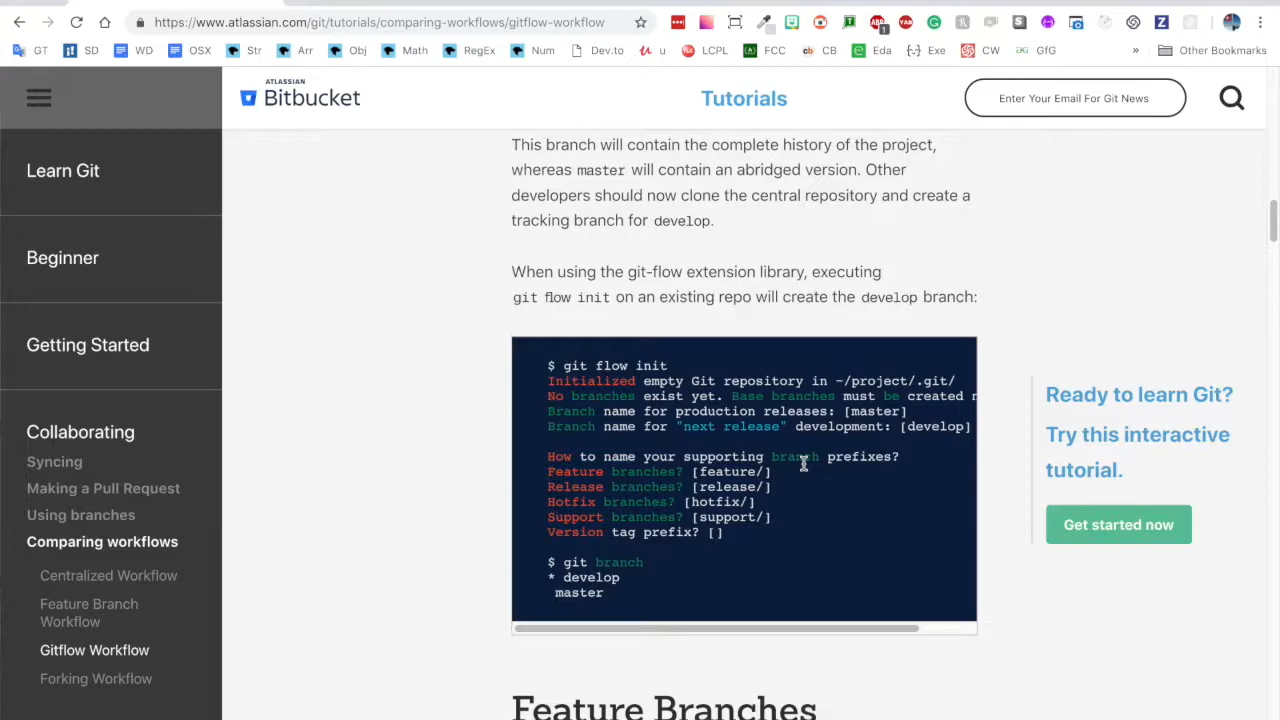 https://www.atlassian.com/git/tutorials/comparing-workflows/gitflow-workflow
GT SD WD OSX Str Arr Obj Math RegEx Num Dev.to u LCPL FCC CB Eda Exe CW GfG » Other Bookmarks
ATLASSIAN
Bitbucket
Tutorials
Enter Your Email For Git News
Learn Git
Beginner
Getting Started
Collaborating
Syncing
Making a Pull Request
Using branches
Comparing workflows
Centralized Workflow
Feature Branch
Workflow
Gitflow Workflow
Forking Workflow
This branch will contain the complete history of the project,
whereas master will contain an abridged version. Other
developers should now clone the central repository and create a
tracking branch for develop.
When using the git-flow extension library, executing
git flow init on an existing repo will create the develop branch:
$ git flow init
Initialized empty Git repository in ~/project/.git/
No branches exist yet. Base branches must be created n
Branch name for production releases: [master]
Branch name for "next release" development: [develop]
How to name your supporting branch prefixes?
Feature branches? [feature/]
Release branches? [release/]
Hotfix branches? [hotfix/]
Support branches? [support/]
Version tag prefix? []
$ git branch
* develop
master
Feature Branches
Ready to learn Git?
Try this interactive
tutorial.
Get started now